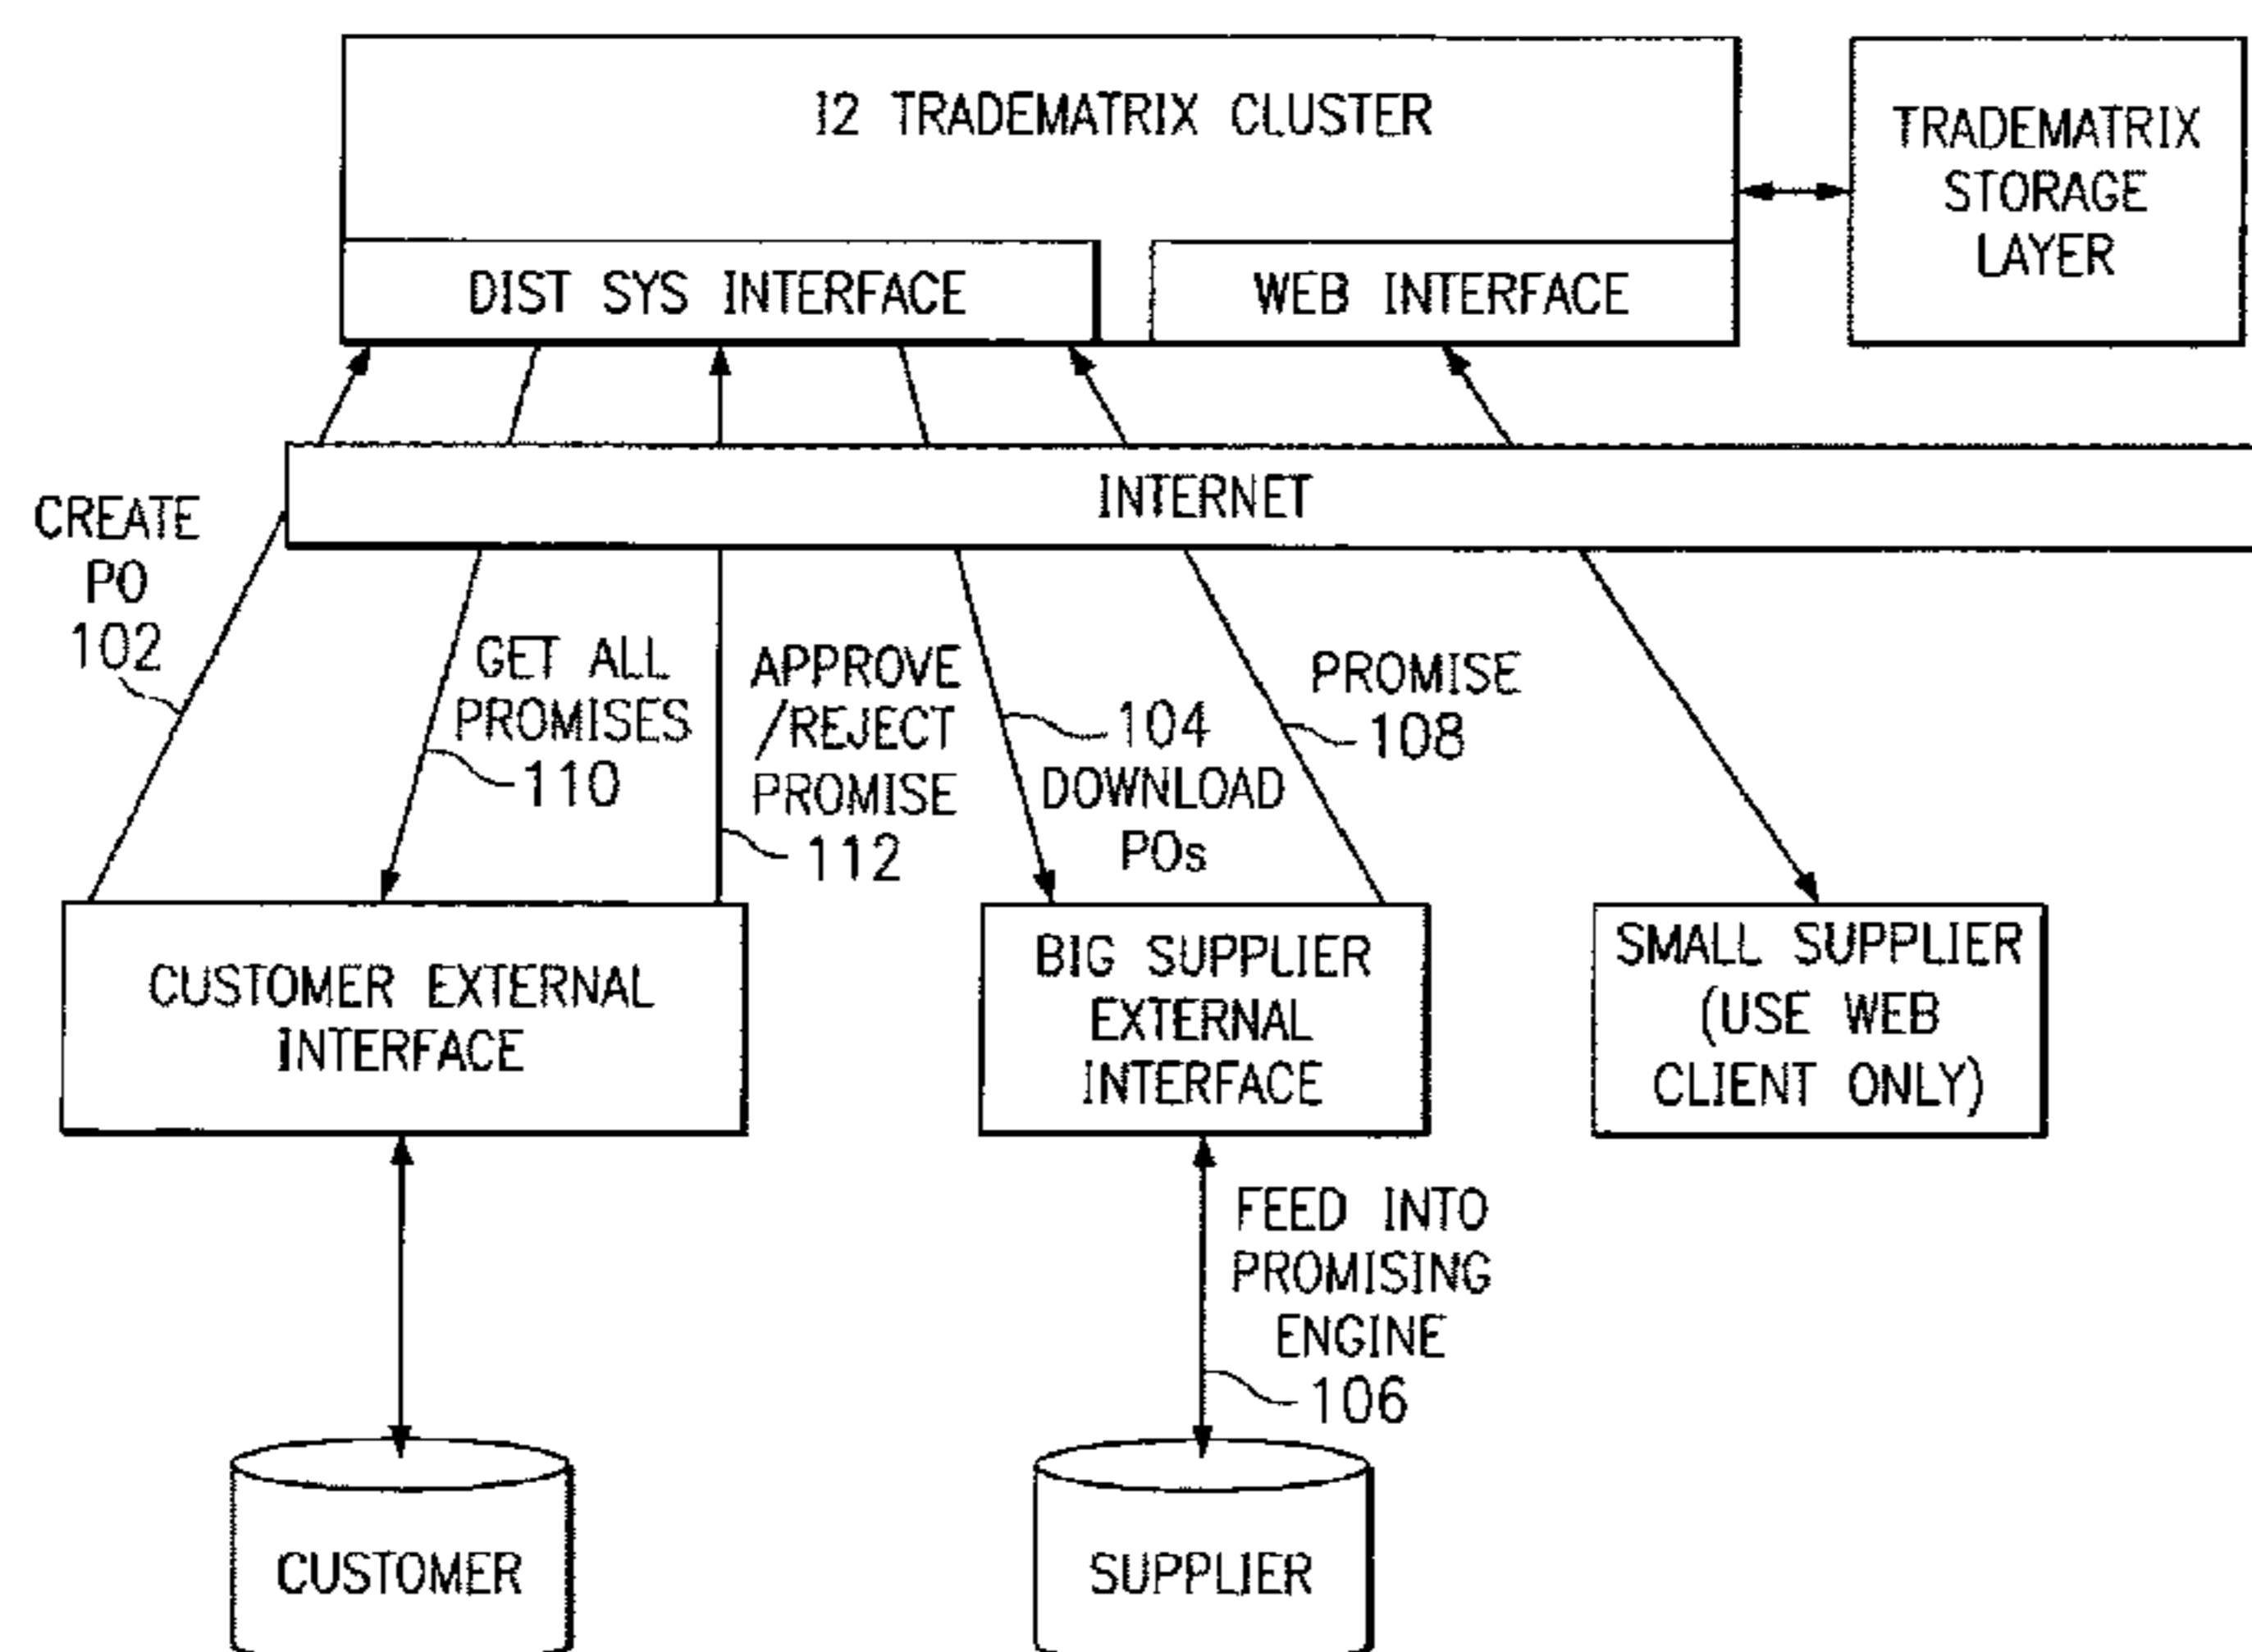 I2 TRADEMATRIX CLUSTER
TRADEMATRIX
STORAGE
LAYER
DIST SYS INTERFACE
WEB INTERFACE
INTERNET
CREATE
PO
102
GET ALL
PROMISES
110
APPROVE
/REJECT
PROMISE
112
104
DOWNLOAD
POs
PROMISE
108
CUSTOMER EXTERNAL
INTERFACE
BIG SUPPLIER
EXTERNAL
INTERFACE
SMALL SUPPLIER
(USE WEB
CLIENT ONLY)
FEED INTO
PROMISING
ENGINE
106
CUSTOMER
SUPPLIER